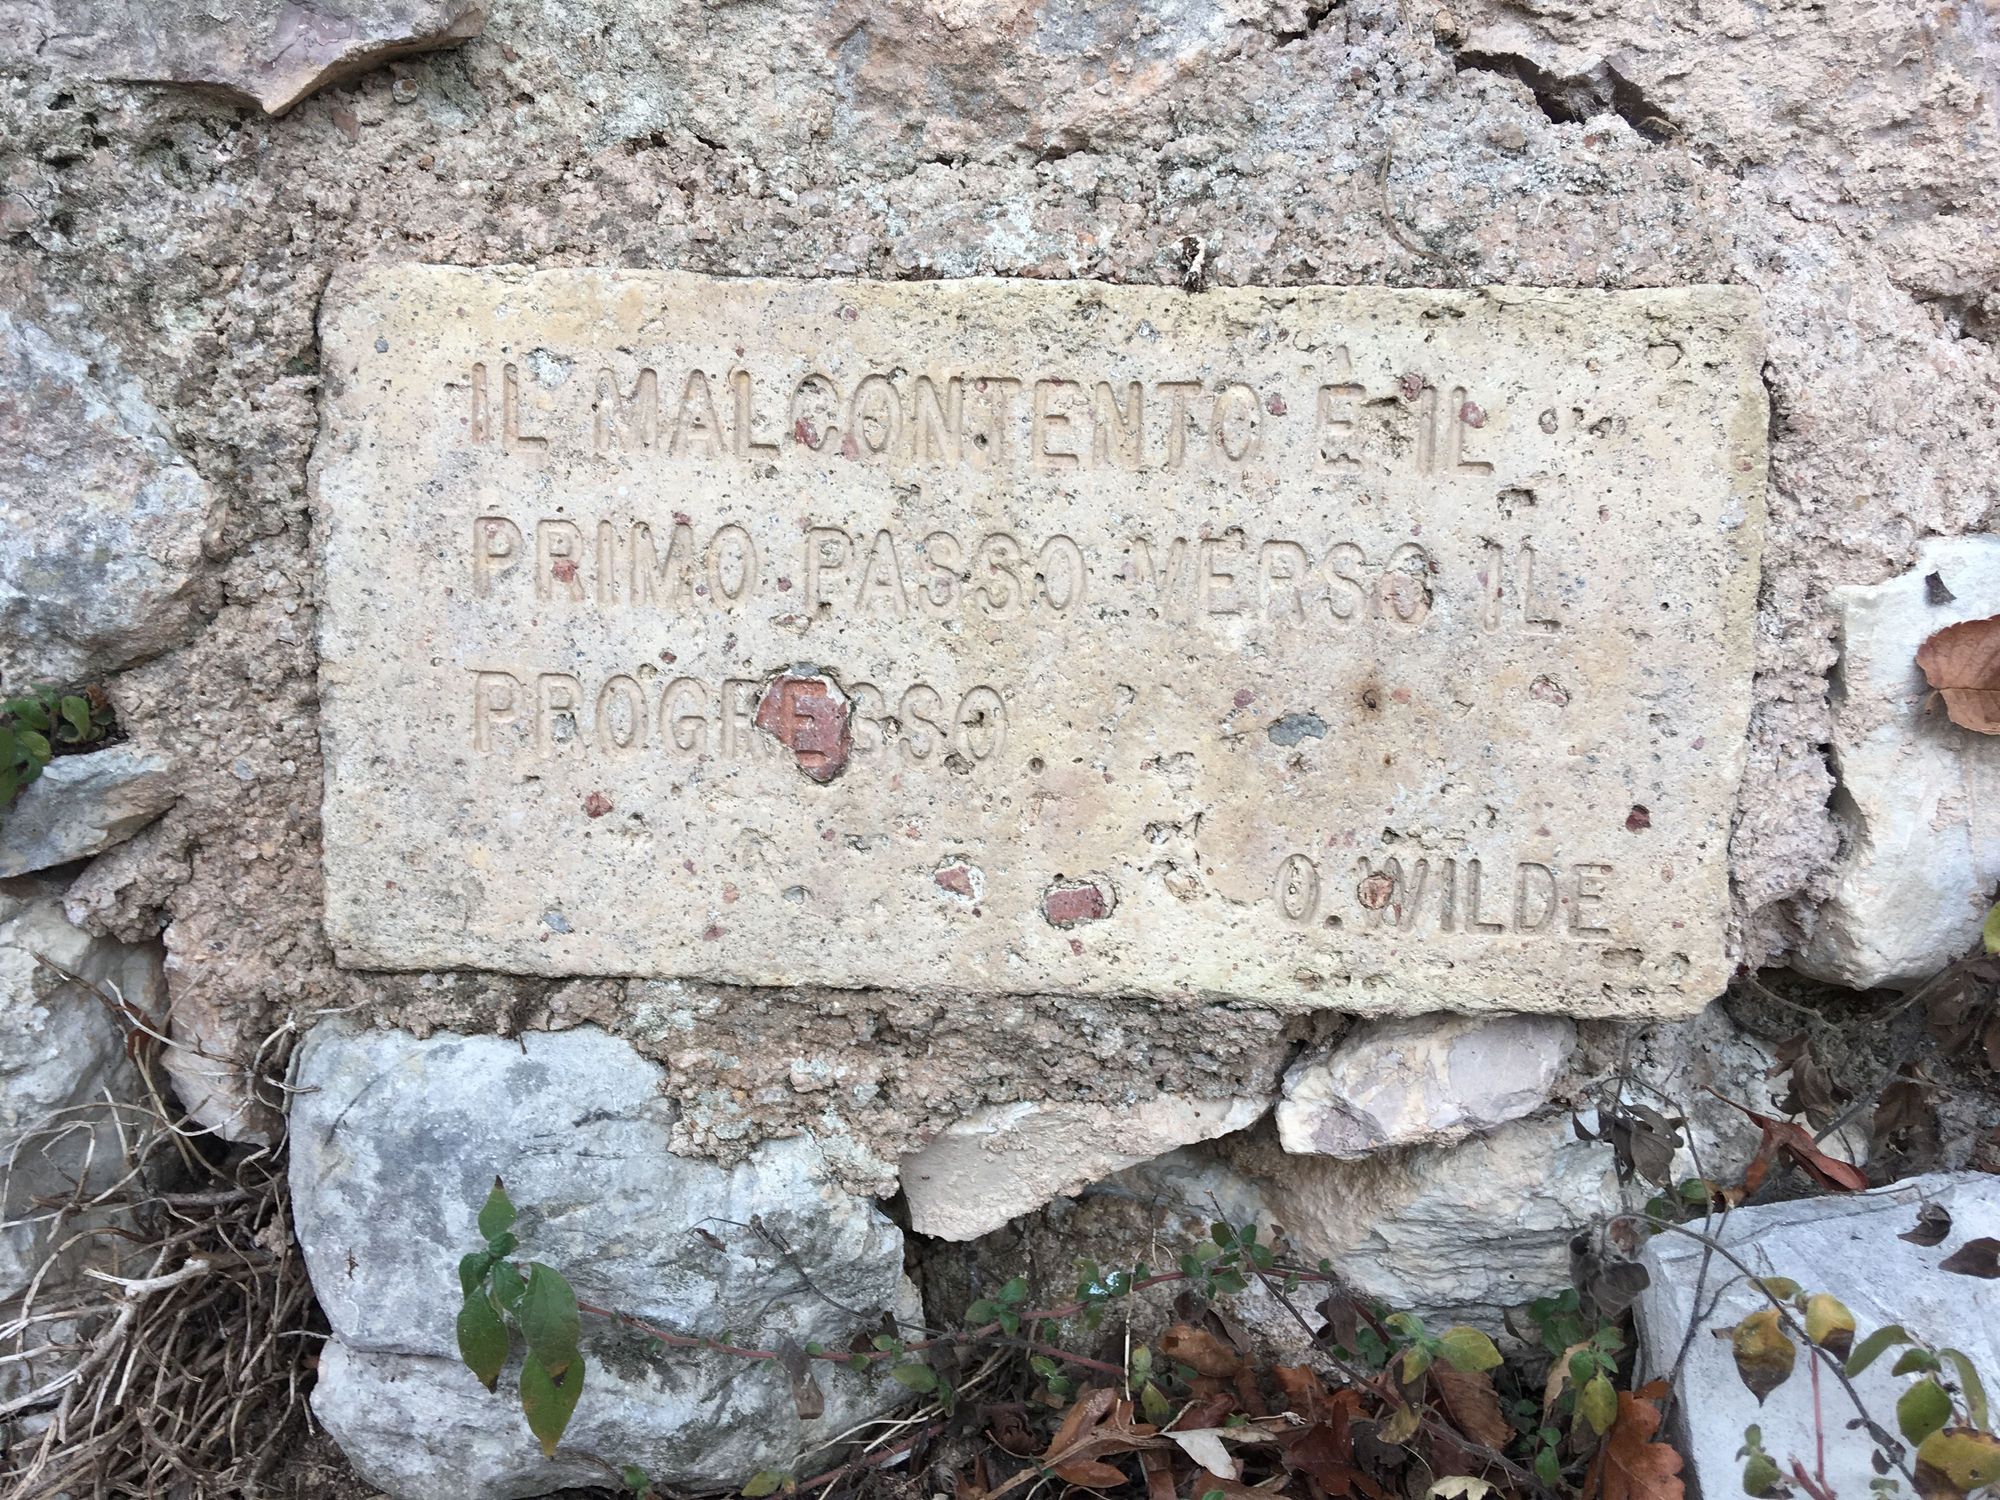 IL MALCONTENTO È IL
PRIMO PASSO VERSO IL
PROGRESSO
O. WILDE